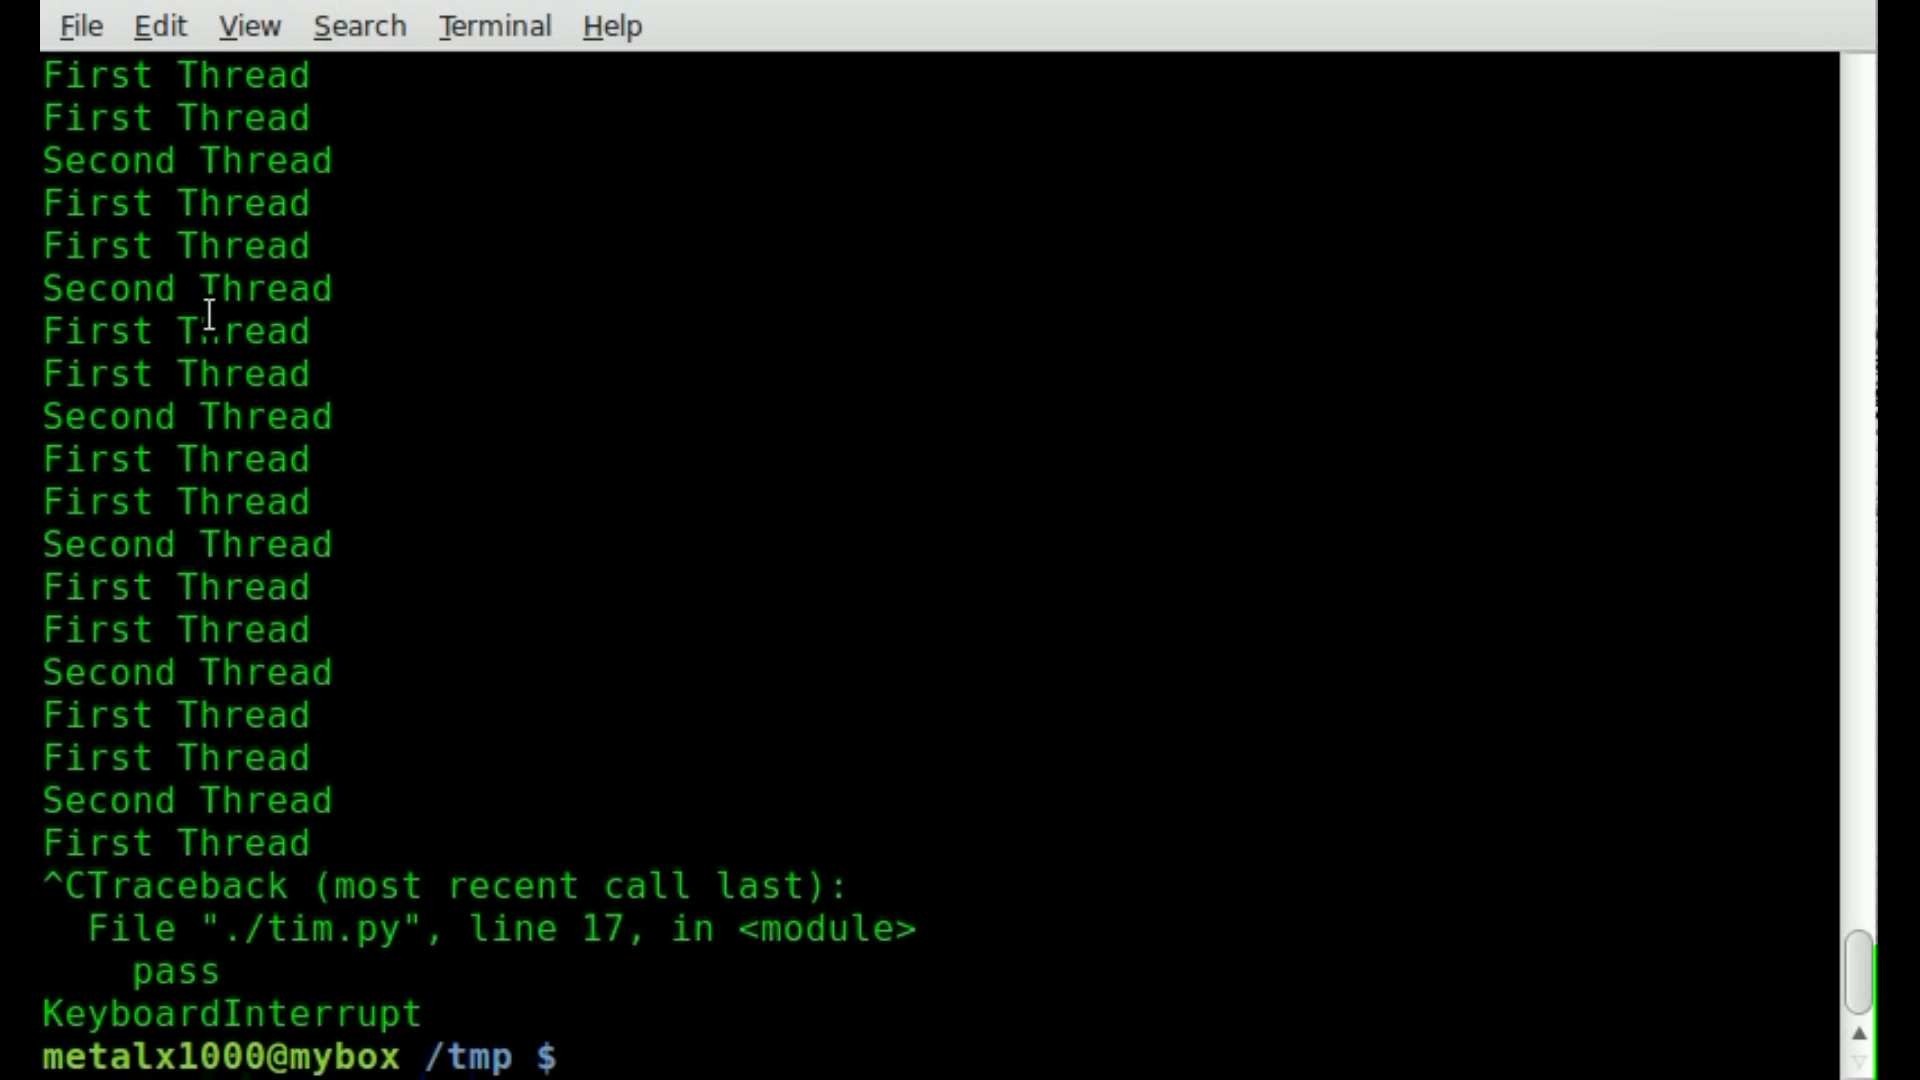 File Edit View Search Terminal Help
First Thread
First Thread
Second Thread
First Thread
First Thread
Second Thread
First Thread
First Thread
Second Thread
First Thread
First Thread
Second Thread
First Thread
First Thread
Second Thread
First Thread
First Thread
Second Thread
First Thread
^CTraceback (most recent call last):
  File "./tim.py", line 17, in <module>
    pass
KeyboardInterrupt
metalx1000@mybox /tmp $